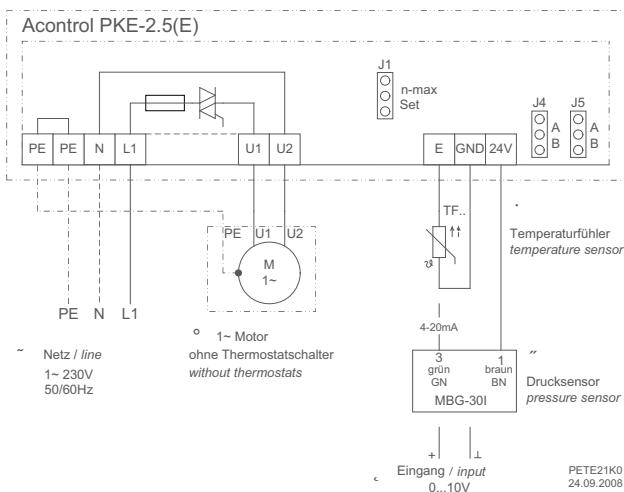 Acontrol PKE-2.5(E)
J1
n-max
Set
J4
J5
A
B
A
B
PE
PE
N
L1
U1
U2
E
GND
24V
TF..
ϑ
Temperaturfühler
temperature sensor
PE
U1
U2
M
1~
PE
N
L1
~
Netz / line
1~ 230V
50/60Hz
°
1~ Motor
ohne Thermostatschalter
without thermostats
4-20mA
3
grün
GN
1
braun
BN
MBG-30I
˝
Drucksensor
pressure sensor
+
⊥
Eingang / input
0...10V
PETE21K0
24.09.2008